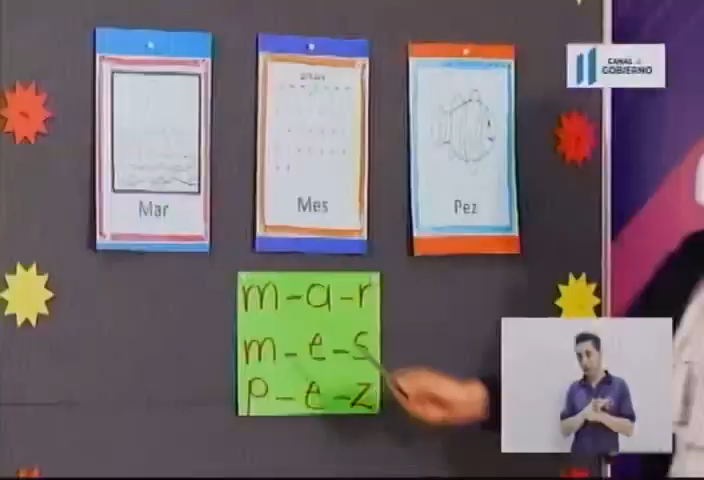 CANAL DE
GOBIERNO
Mar
Mes
Pez
m-a-r
m-e-s
p-e-z